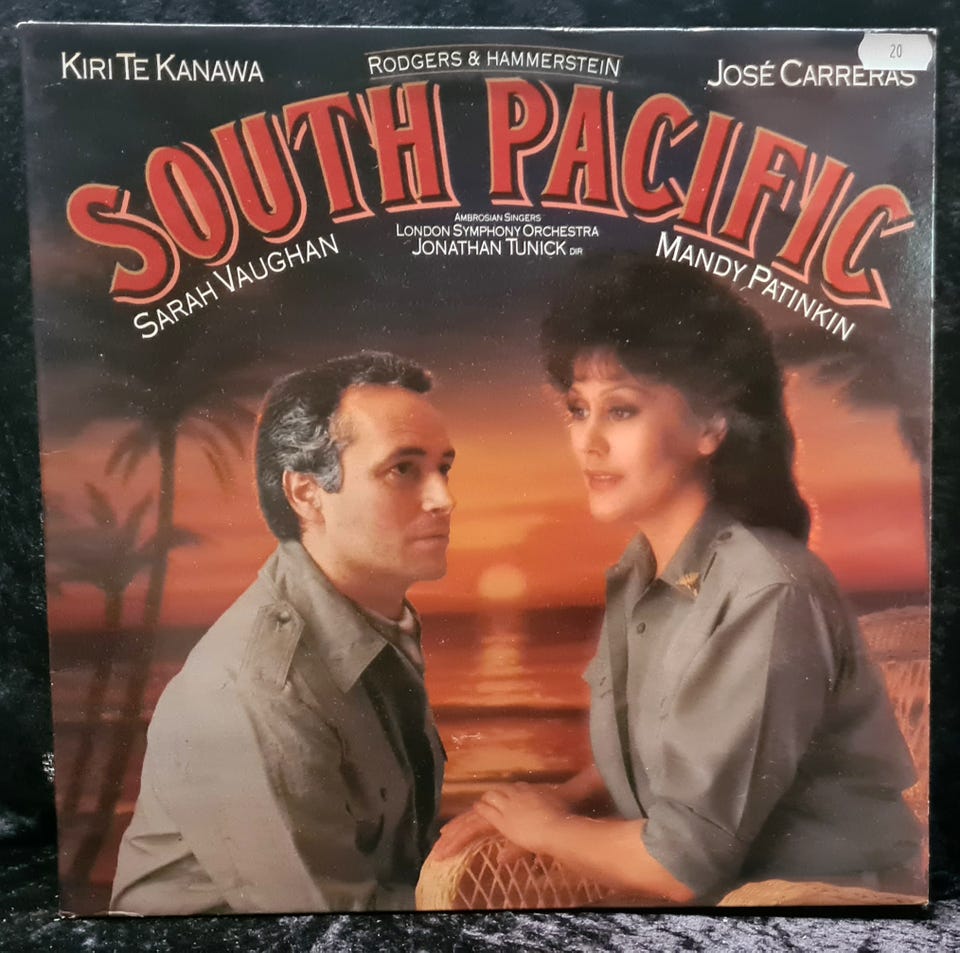 KIRI TE KANAWA
RODGERS & HAMMERSTEIN
JOSÉ CARRERAS
20
SOUTH PACIFIC
AMBROSIAN SINGERS
LONDON SYMPHONY ORCHESTRA
JONATHAN TUNICK DIR
SARAH VAUGHAN
MANDY PATINKIN